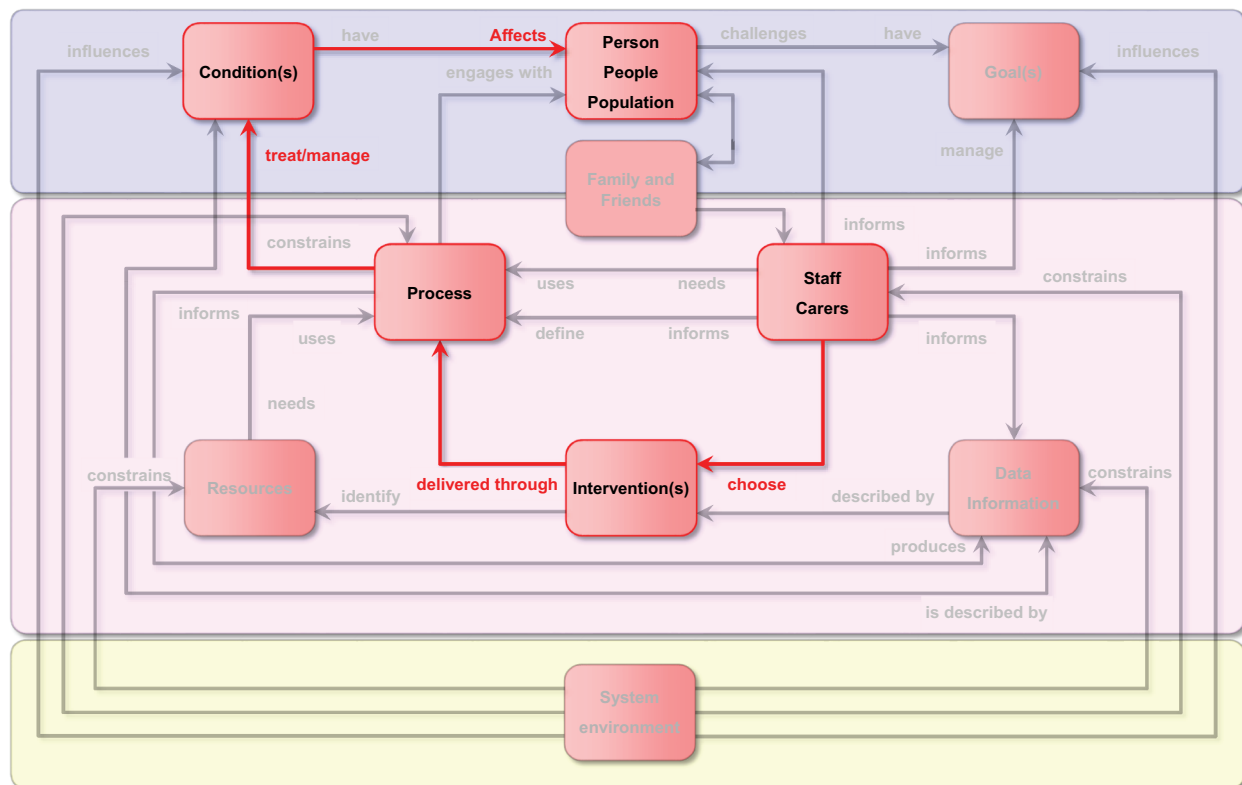 influences
have
Affects
challenges
have
influences
Condition(s)
Person
People
Population
Goal(s)
engages with
treat/manage
manage
Family and
Friends
constrains
informs
informs
constrains
Process
uses
needs
Staff
Carers
informs
uses
define
informs
informs
needs
constrains
Resources
identify
delivered through
Intervention(s)
choose
described by
Data
Information
constrains
produces
is described by
System
environment